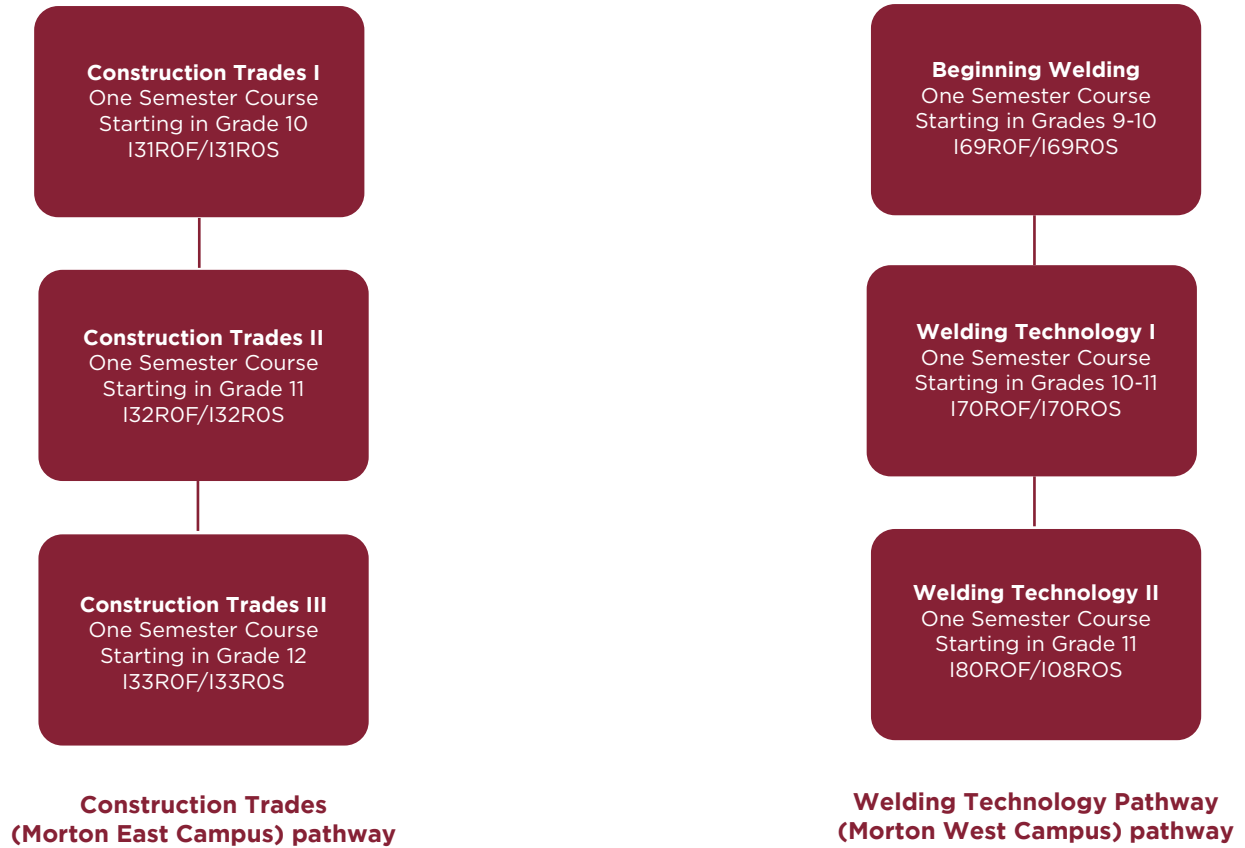 Construction Trades I
One Semester Course
Starting in Grade 10
I31R0F/I31R0S
Construction Trades II
One Semester Course
Starting in Grade 11
I32R0F/I32R0S
Construction Trades III
One Semester Course
Starting in Grade 12
I33R0F/I33R0S
Construction Trades
(Morton East Campus) pathway
Beginning Welding
One Semester Course
Starting in Grades 9-10
I69R0F/I69R0S
Welding Technology I
One Semester Course
Starting in Grades 10-11
I70ROF/I70ROS
Welding Technology II
One Semester Course
Starting in Grade 11
I80ROF/I08ROS
Welding Technology Pathway
(Morton West Campus) pathway